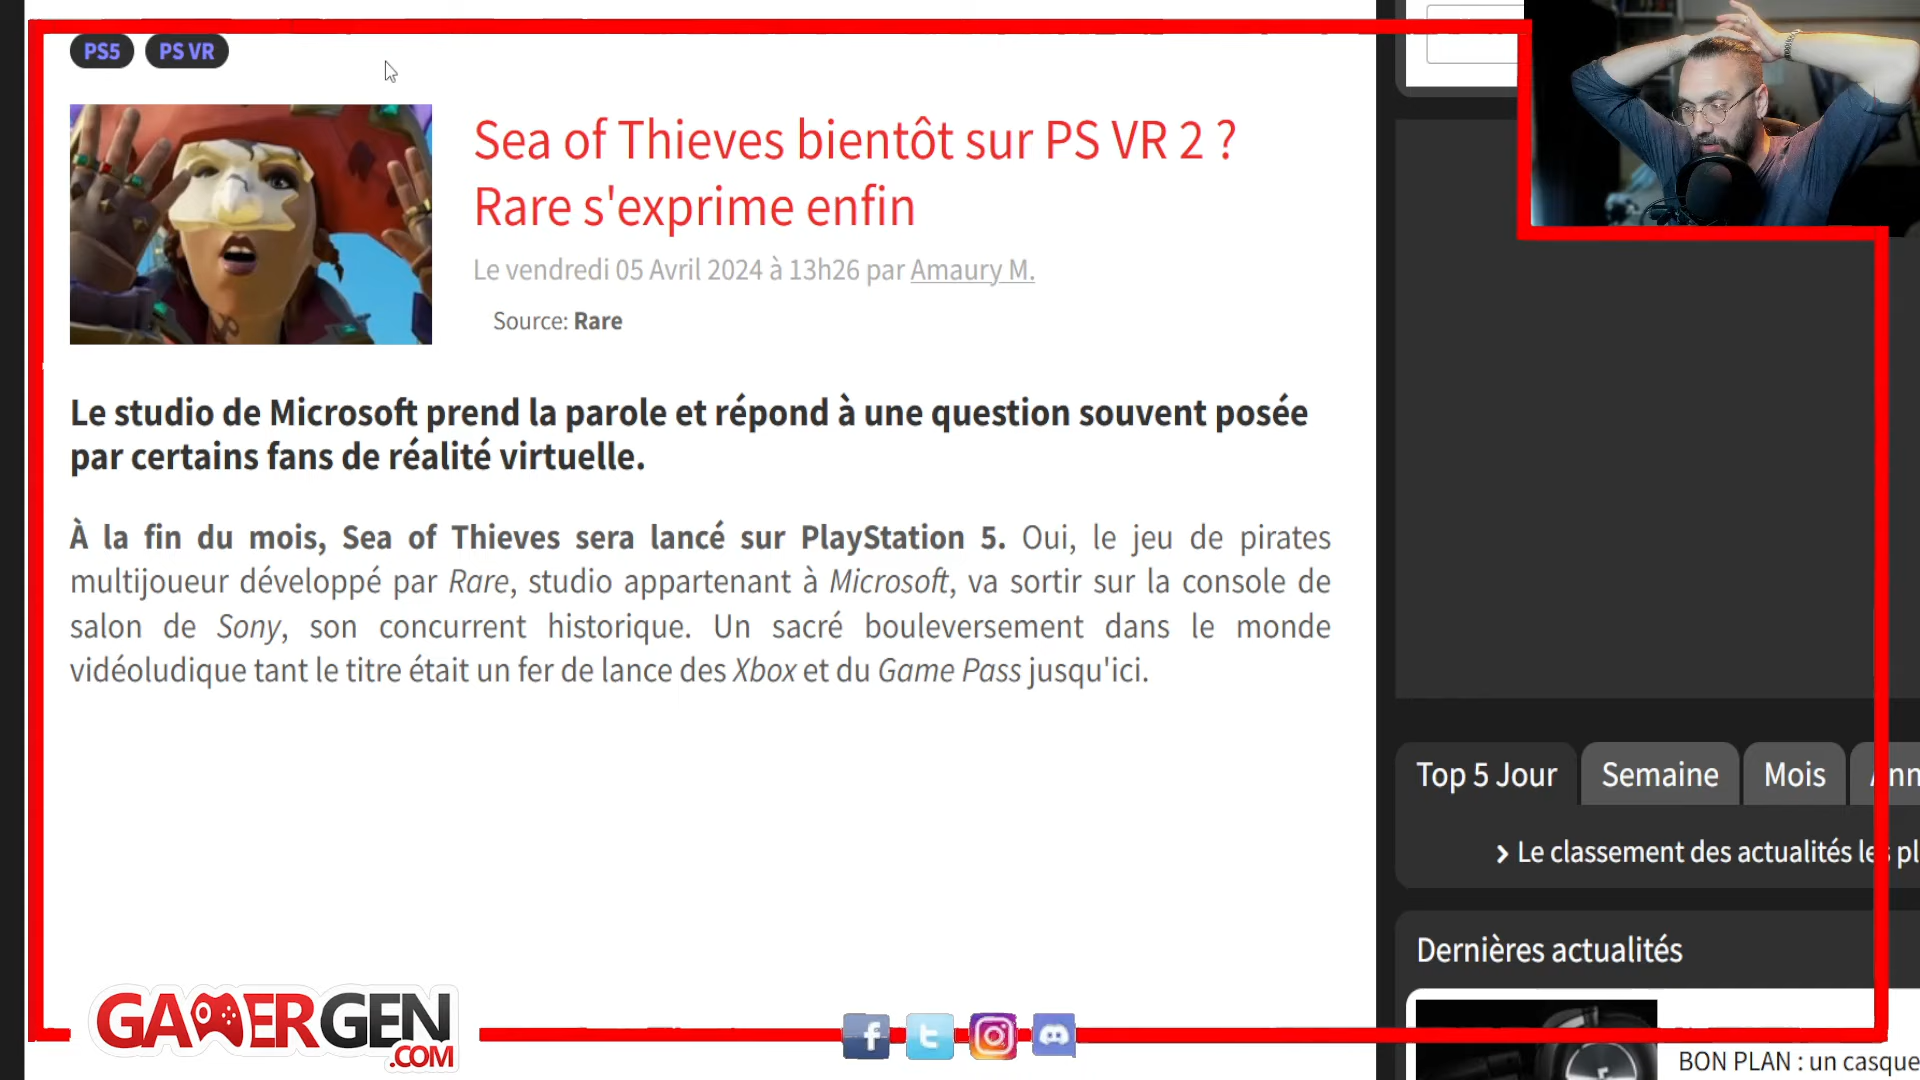 PS5 PS VR
Sea of Thieves bientôt sur PS VR 2 ?
Rare s'exprime enfin
Le vendredi 05 Avril 2024 à 13h26 par Amaury M.
Source: Rare
Le studio de Microsoft prend la parole et répond à une question souvent posée
par certains fans de réalité virtuelle.
À la fin du mois, Sea of Thieves sera lancé sur PlayStation 5. Oui, le jeu de pirates
multijoueur développé par Rare, studio appartenant à Microsoft, va sortir sur la console de
salon de Sony, son concurrent historique. Un sacré bouleversement dans le monde
vidéoludique tant le titre était un fer de lance des Xbox et du Game Pass jusqu'ici.
Top 5 Jour Semaine Mois
Le classement des actualités les pl
Dernières actualités
BON PLAN : un casque
GAMERGEN
.COM